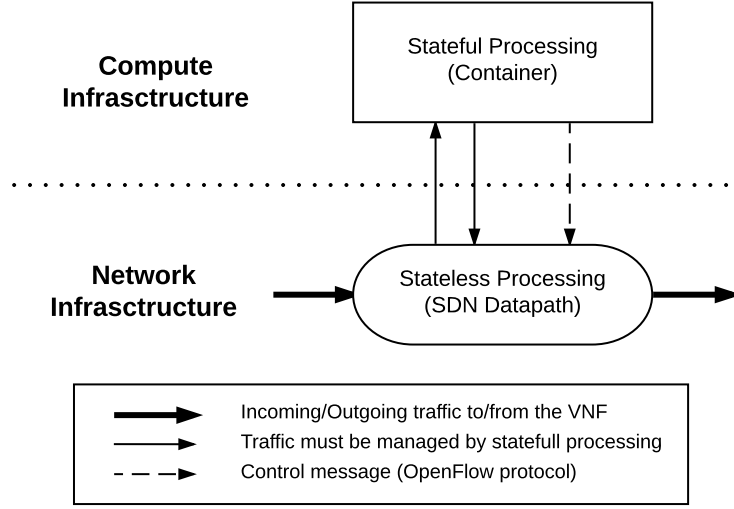 Stateful Processing
(Container)
Compute
Infrasctructure
Stateless Processing
(SDN Datapath)
Network
Infrasctructure
Incoming/Outgoing traffic to/from the VNF
Traffic must be managed by statefull processing
Control message (OpenFlow protocol)